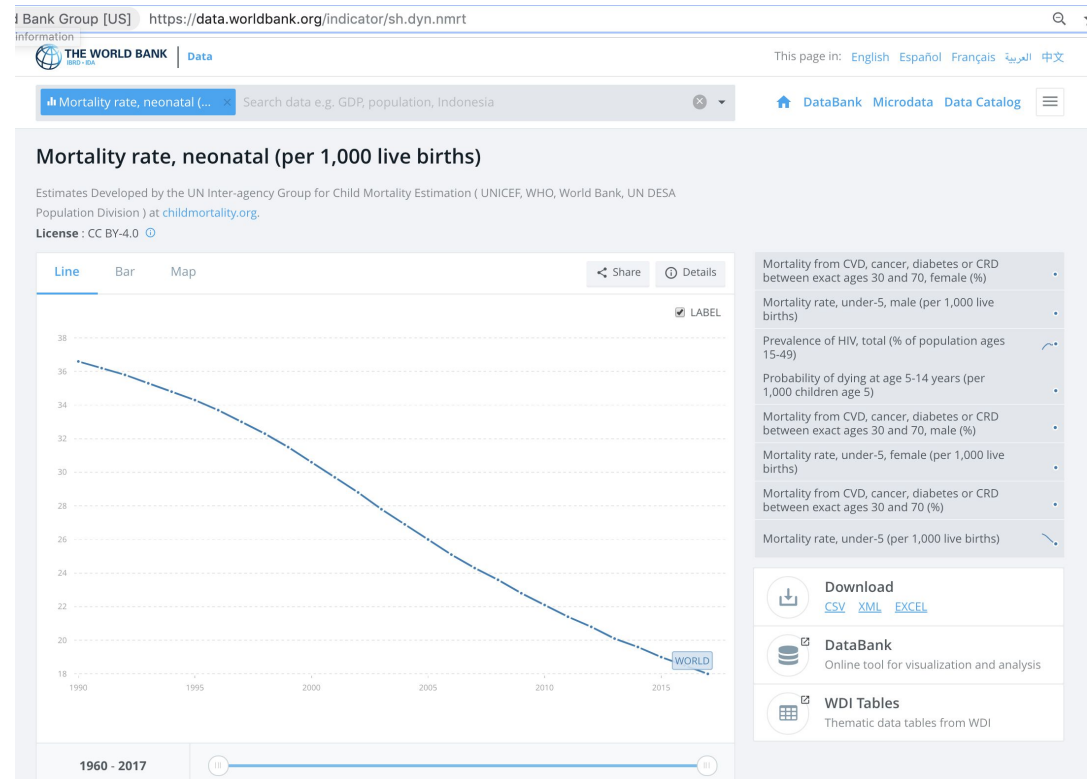 d Bank Group [US] https://data.worldbank.org/indicator/sh.dyn.nmrt
information
THE WORLD BANK
IBRD • IDA
Data
This page in: English Español Français العربية 中文
Mortality rate, neonatal (... × Search data e.g. GDP, population, Indonesia
DataBank Microdata Data Catalog
Mortality rate, neonatal (per 1,000 live births)
Estimates Developed by the UN Inter-agency Group for Child Mortality Estimation ( UNICEF, WHO, World Bank, UN DESA
Population Division ) at childmortality.org.
License : CC BY-4.0
Line Bar Map
Share Details
LABEL
38
36
34
32
30
28
26
24
22
20
18
WORLD
1990 1995 2000 2005 2010 2015
1960 - 2017
Mortality from CVD, cancer, diabetes or CRD
between exact ages 30 and 70, female (%)
Mortality rate, under-5, male (per 1,000 live
births)
Prevalence of HIV, total (% of population ages
15-49)
Probability of dying at age 5-14 years (per
1,000 children age 5)
Mortality from CVD, cancer, diabetes or CRD
between exact ages 30 and 70, male (%)
Mortality rate, under-5, female (per 1,000 live
births)
Mortality from CVD, cancer, diabetes or CRD
between exact ages 30 and 70 (%)
Mortality rate, under-5 (per 1,000 live births)
Download
CSV XML EXCEL
DataBank
Online tool for visualization and analysis
WDI Tables
Thematic data tables from WDI